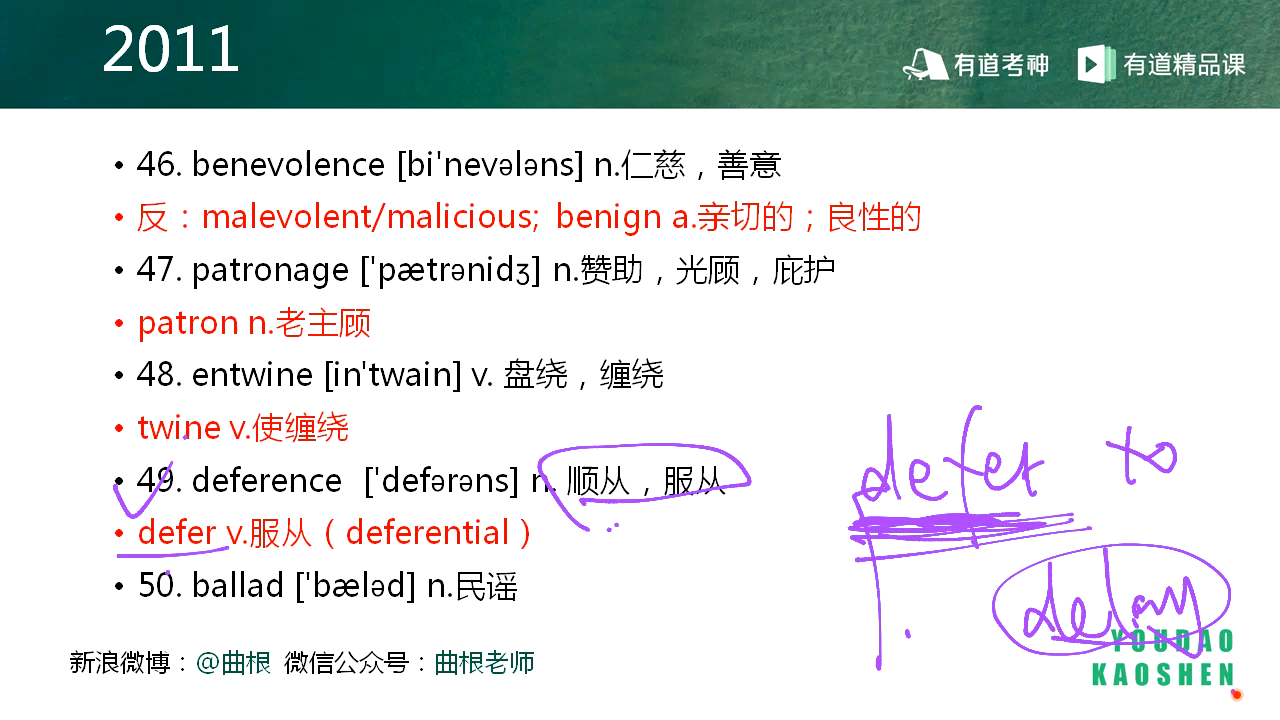 2011
有道考神 有道精品课
• 46. benevolence [bi'nevələns] n.仁慈，善意
• 反：malevolent/malicious; benign a.亲切的；良性的
• 47. patronage ['pætrənidʒ] n.赞助，光顾，庇护
• patron n.老主顾
• 48. entwine [in'twain] v. 盘绕，缠绕
• twine v.使缠绕
• 49. deference ['defərəns] n. 顺从，服从
defer to
• defer v.服从（deferential）
• 50. ballad ['bæləd] n.民谣
delay
YOUDAO
KAOSHEN
新浪微博：@曲根 微信公众号：曲根老师